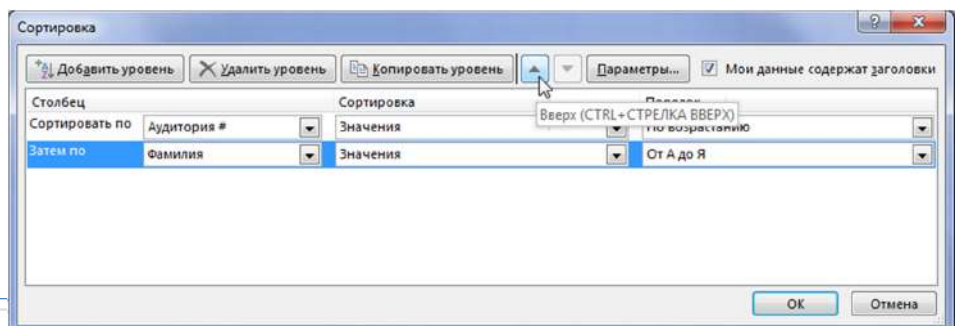 Сортировка
Добавить уровень Удалить уровень Копировать уровень Параметры... Мои данные содержат заголовки
Столбец Сортировка
Вверх (CTRL+СТРЕЛКА ВВЕРХ)
Сортировать по Аудитория # Значения По возрастанию
Затем по Фамилия Значения От А до Я
ОК Отмена